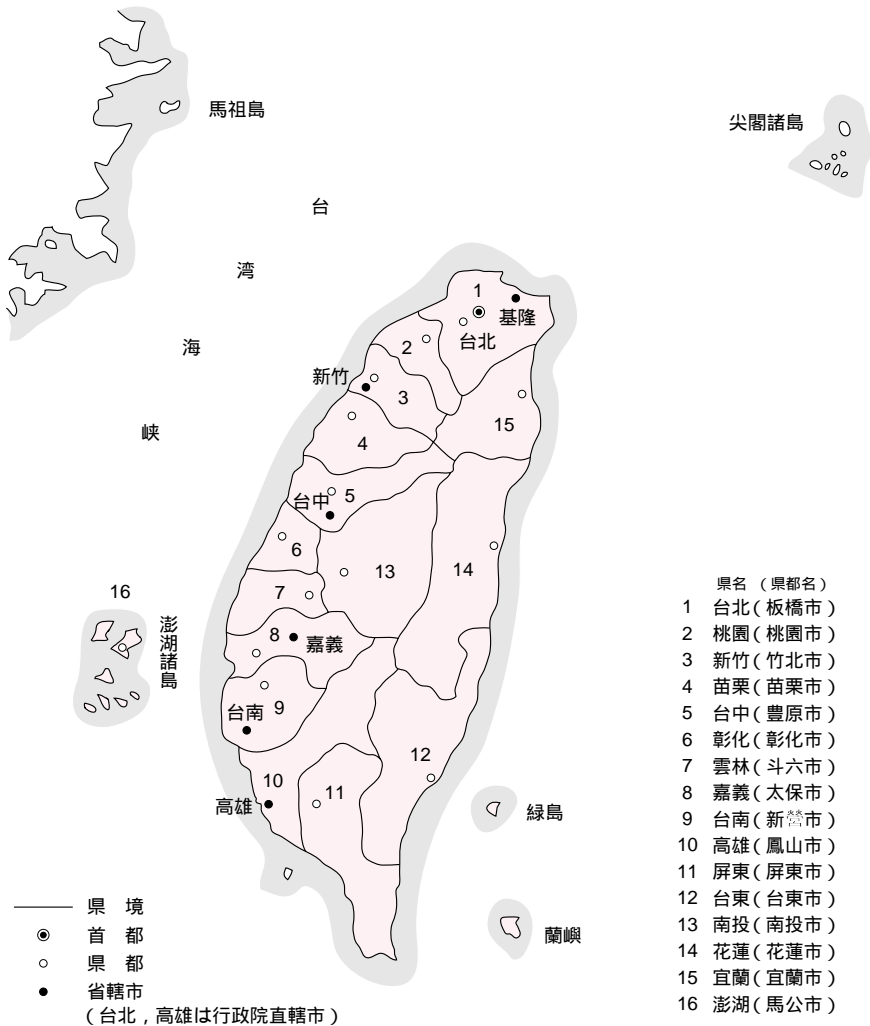 馬祖島
尖閣諸島
台
湾
海
峡
1
基隆
台北
2
新竹
3
15
4
5
台中
6
13
14
7
16
澎湖諸島
8
嘉義
9
台南
12
10
11
高雄
緑島
蘭嶼
県境
首都
県都
省轄市
(台北,高雄は行政院直轄市)
県名 (県都名)
1 台北(板橋市)
2 桃園(桃園市)
3 新竹(竹北市)
4 苗栗(苗栗市)
5 台中(豊原市)
6 彰化(彰化市)
7 雲林(斗六市)
8 嘉義(太保市)
9 台南(新營市)
10 高雄(鳳山市)
11 屏東(屏東市)
12 台東(台東市)
13 南投(南投市)
14 花蓮(花蓮市)
15 宜蘭(宜蘭市)
16 澎湖(馬公市)